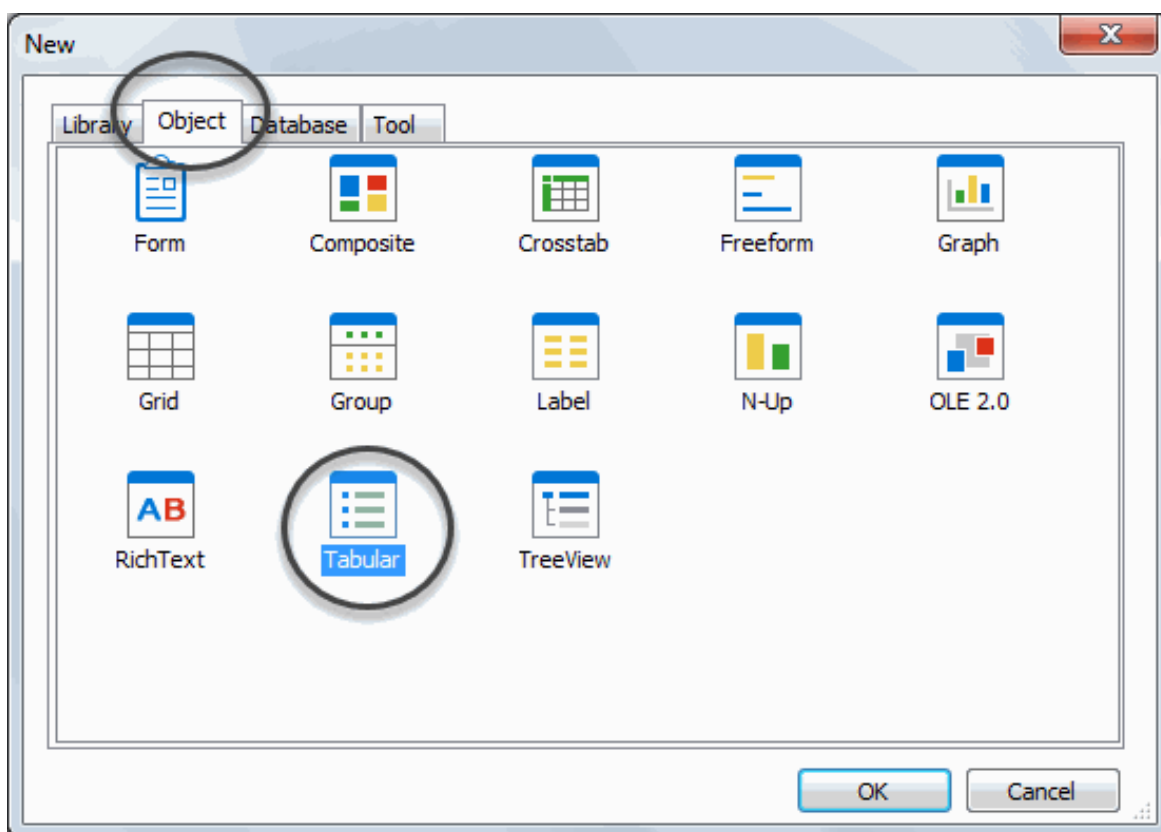 New
Library Object Database Tool
Form Composite Crosstab Freeform Graph
Grid Group Label N-Up OLE 2.0
AB
RichText Tabular TreeView
OK Cancel